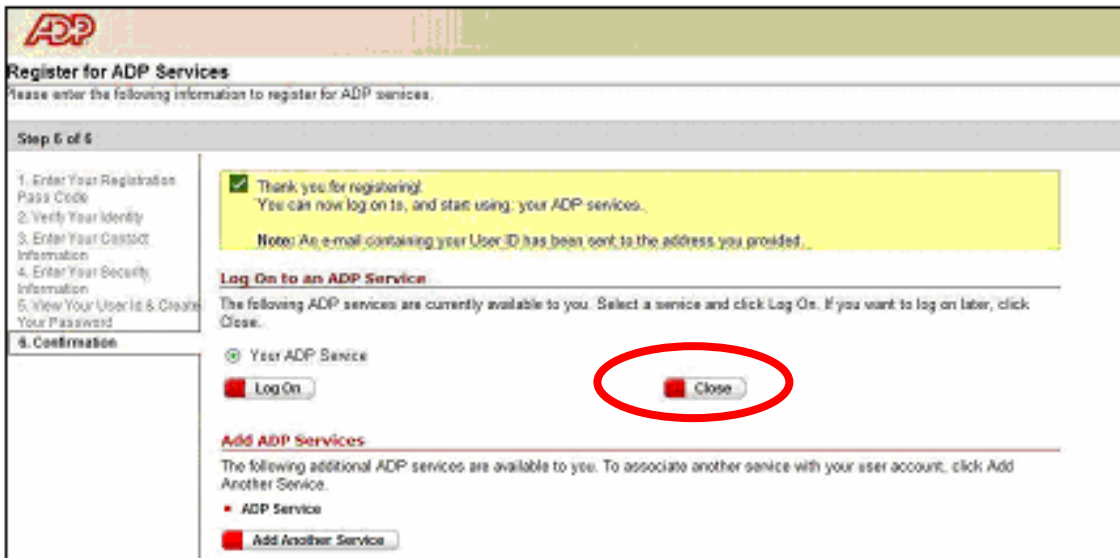 ADP
Register for ADP Services
Please enter the following information to register for ADP services.
Step 6 of 6
1. Enter Your Registration
Pass Code
2. Verify Your Identity
3. Enter Your Contact
Information
4. Enter Your Security
Information
5. View Your User Id & Create
Your Password
6. Confirmation
Thank you for registering!
You can now log on to, and start using: your ADP services.
Note: An e-mail containing your User ID has been sent to the address you provided.
Log On to an ADP Service
The following ADP services are currently available to you. Select a service and click Log On. If you want to log on later, click
Close.
Your ADP Service
Log On
Close
Add ADP Services
The following additional ADP services are available to you. To associate another service with your user account, click Add
Another Service.
ADP Service
Add Another Service